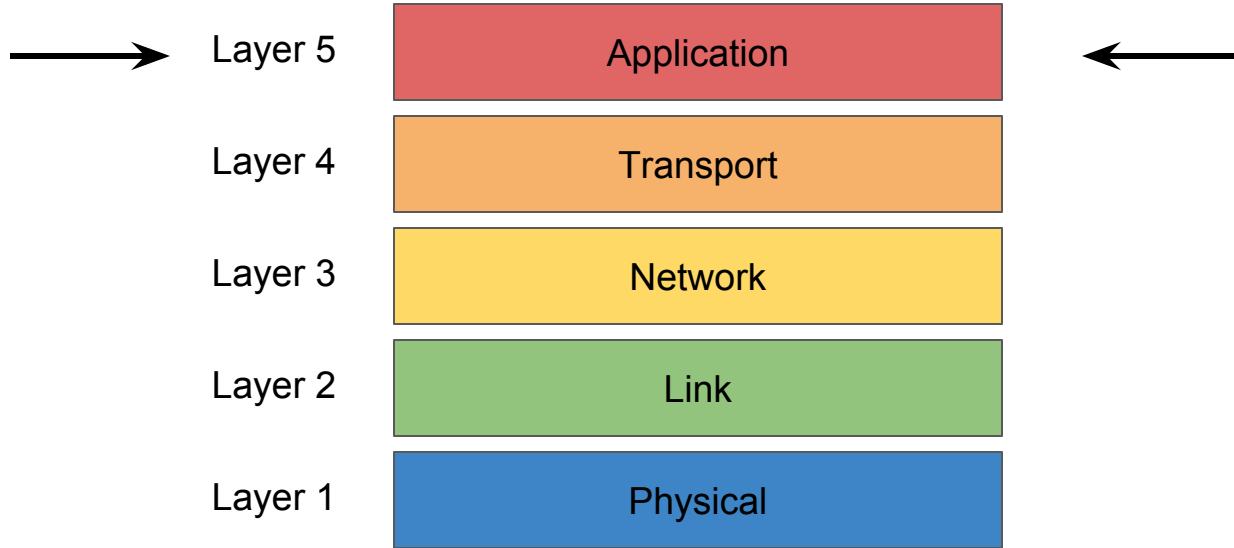 Layer 5 Application
Layer 4 Transport
Layer 3 Network
Layer 2 Link
Layer 1 Physical